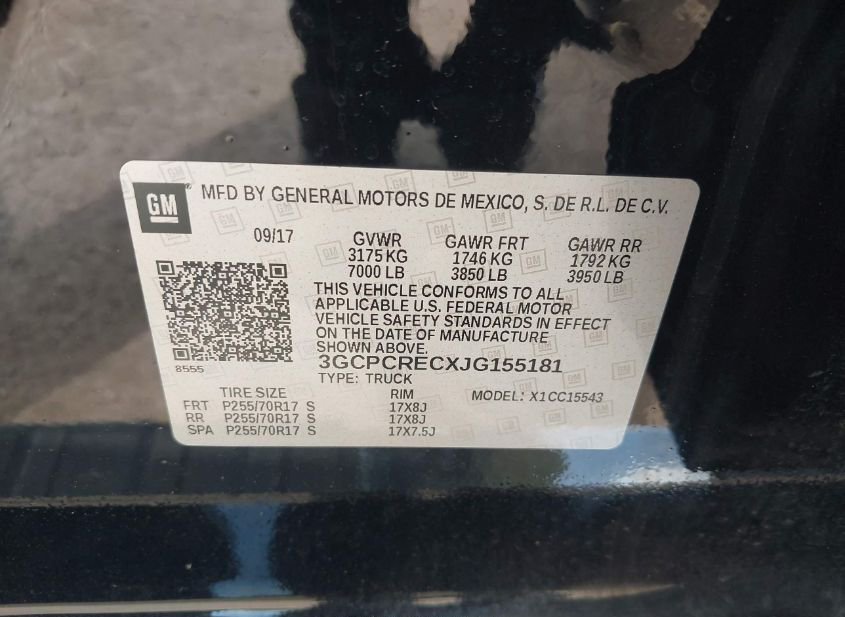 GM MFD BY GENERAL MOTORS DE MEXICO, S. DE R.L. DE C.V.
09/17 GVWR GAWR FRT GAWR RR
3175 KG 1746 KG 1792 KG
7000 LB 3850 LB 3950 LB
THIS VEHICLE CONFORMS TO ALL
APPLICABLE U.S. FEDERAL MOTOR
VEHICLE SAFETY STANDARDS IN EFFECT
ON THE DATE OF MANUFACTURE
SHOWN ABOVE.
8555 3GCPCRECXJG155181
TYPE: TRUCK
TIRE SIZE RIM MODEL: X1CC15543
FRT P255/70R17 S 17X8J
RR P255/70R17 S 17X8J
SPA P255/70R17 S 17X7.5J